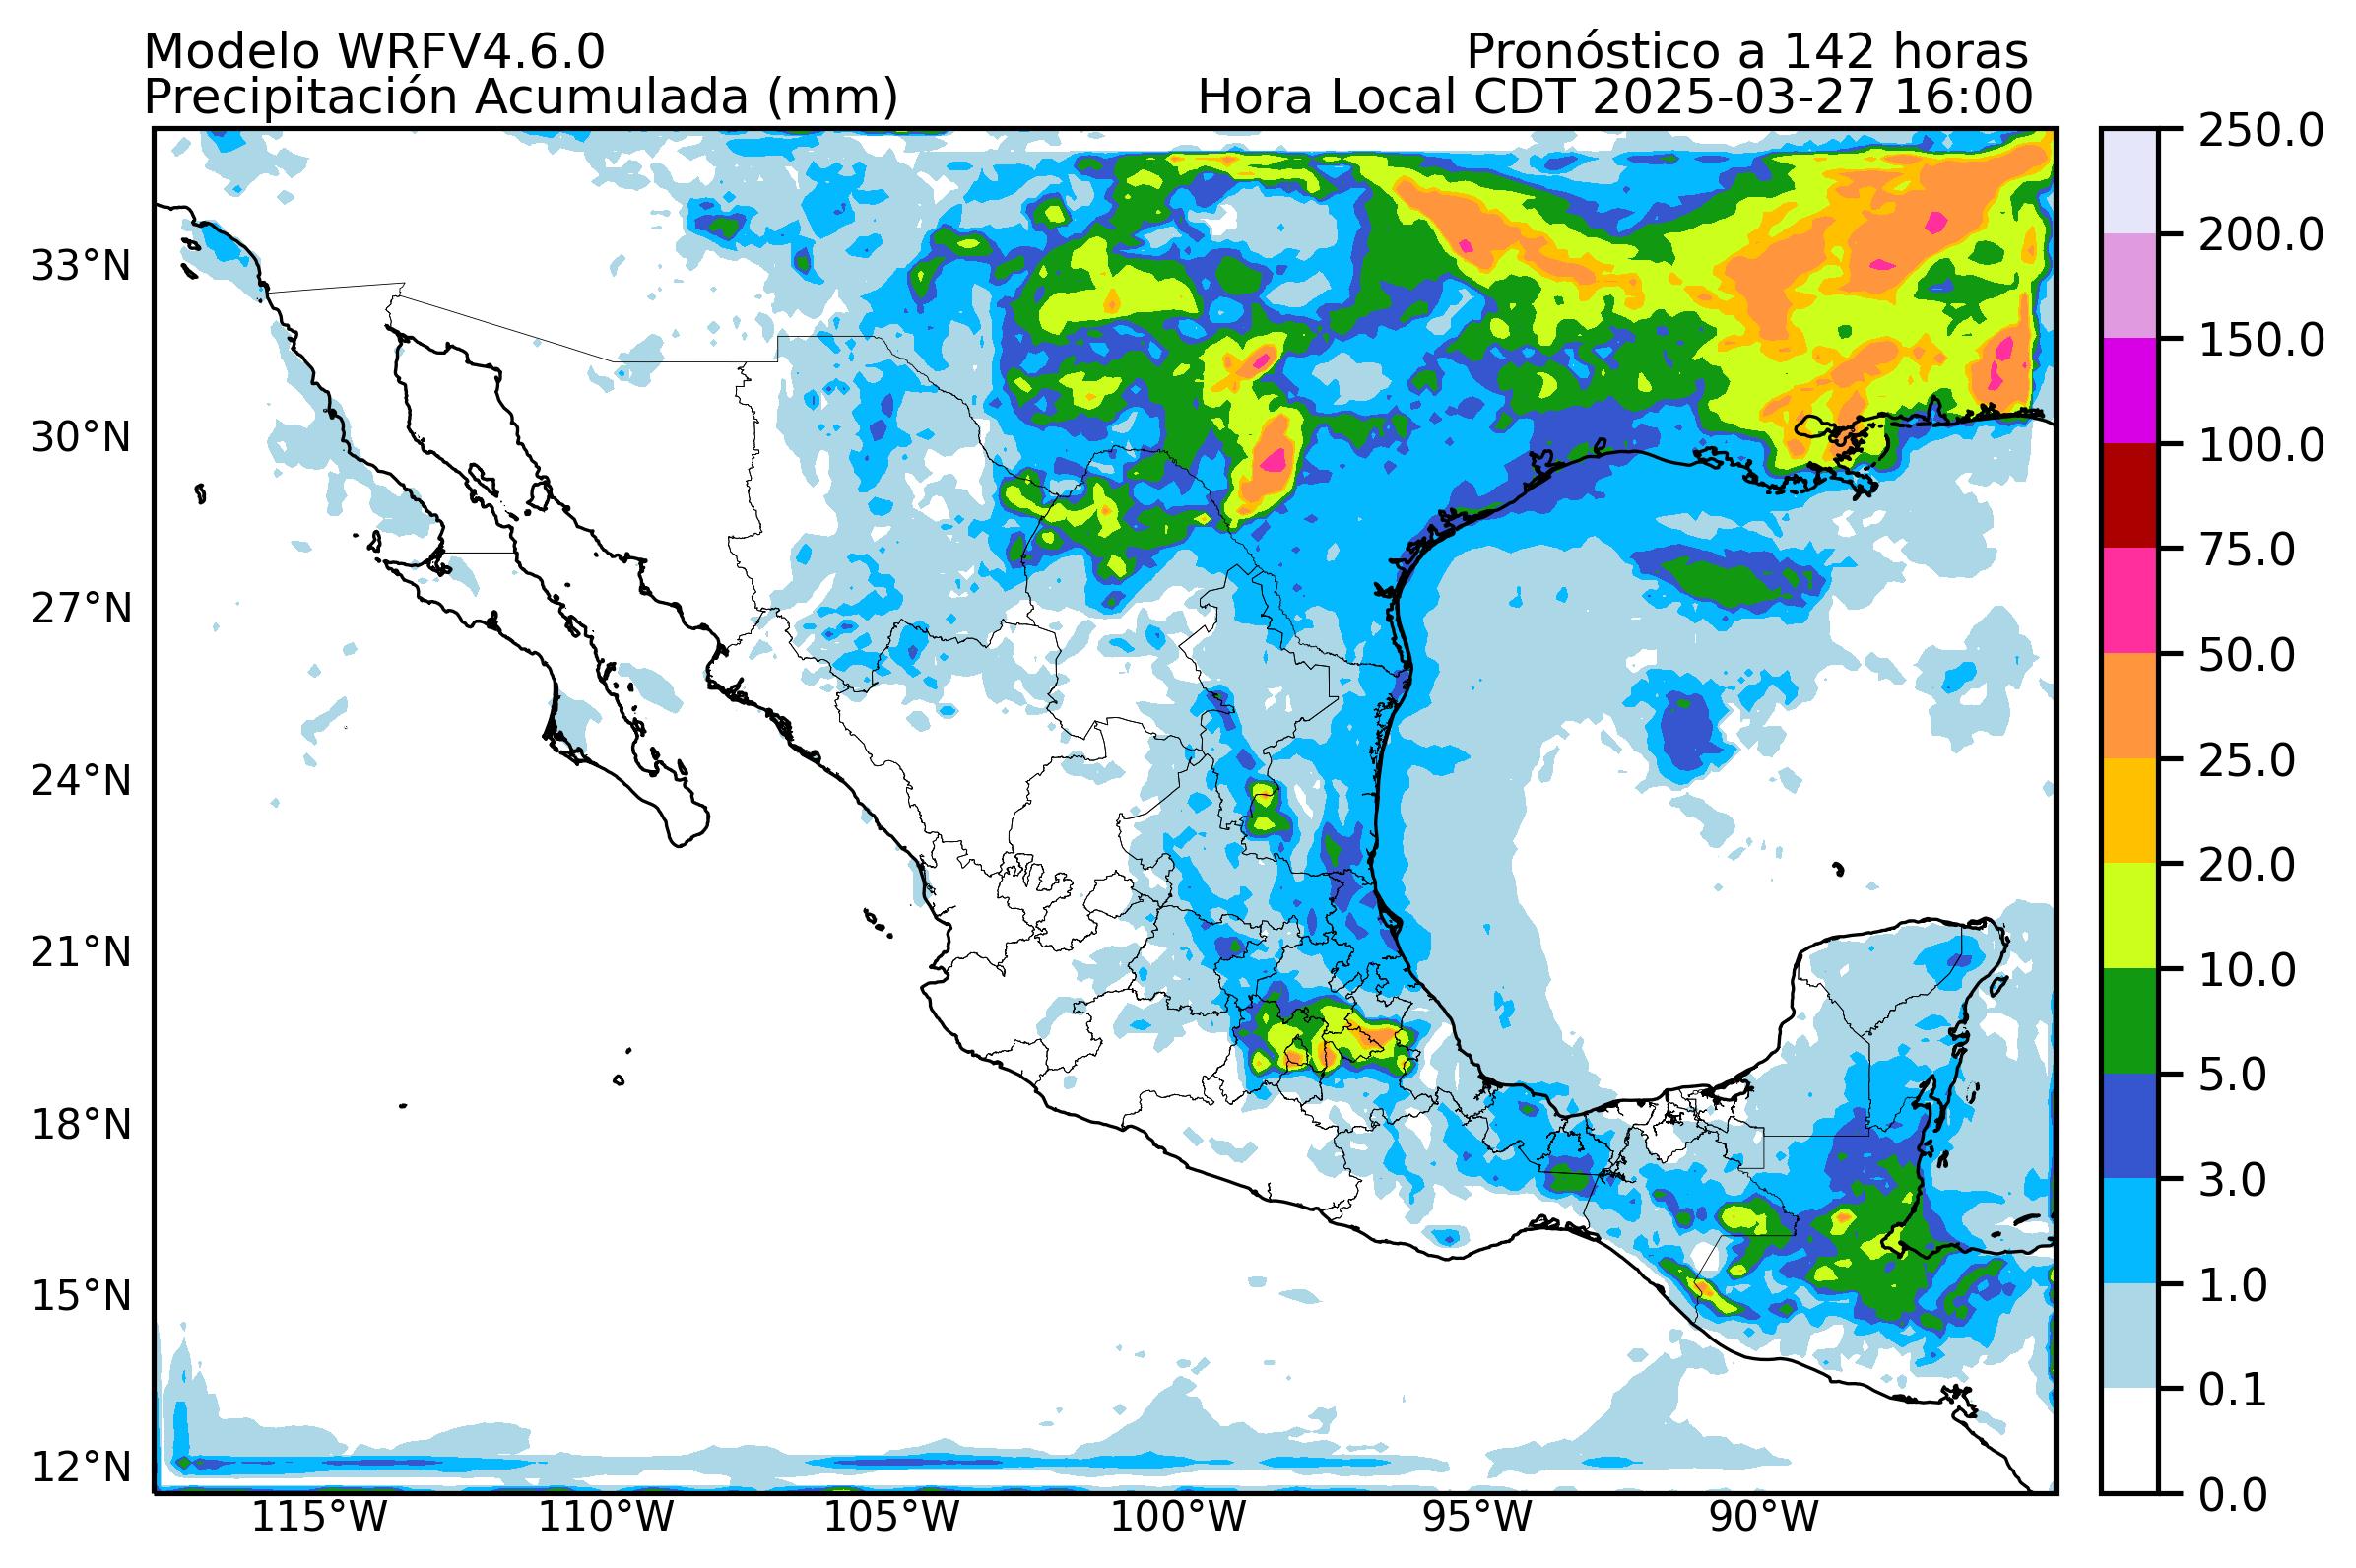 Modelo WRFV4.6.0
Pronóstico a 142 horas
Precipitación Acumulada (mm)
Hora Local CDT 2025-03-27 16:00
33°N
30°N
27°N
24°N
21°N
18°N
15°N
12°N
115°W
110°W
105°W
100°W
95°W
90°W
250.0
200.0
150.0
100.0
75.0
50.0
25.0
20.0
10.0
5.0
3.0
1.0
0.1
0.0